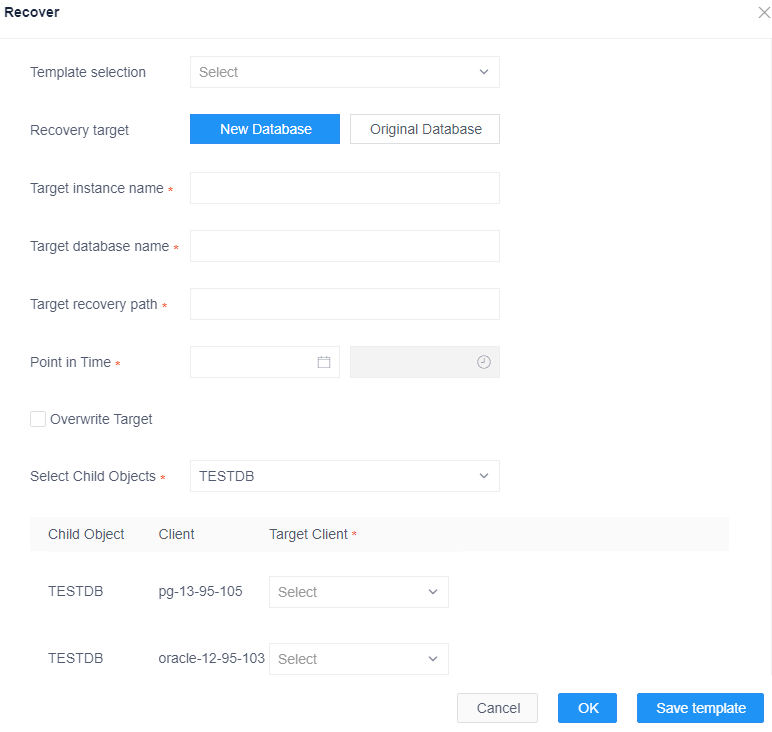 Recover
Template selection Select
Recovery target New Database Original Database
Target instance name *
Target database name *
Target recovery path *
Point in Time *
Overwrite Target
Select Child Objects * TESTDB
Child Object Client Target Client *
TESTDB pg-13-95-105 Select
TESTDB oracle-12-95-103 Select
Cancel OK Save template